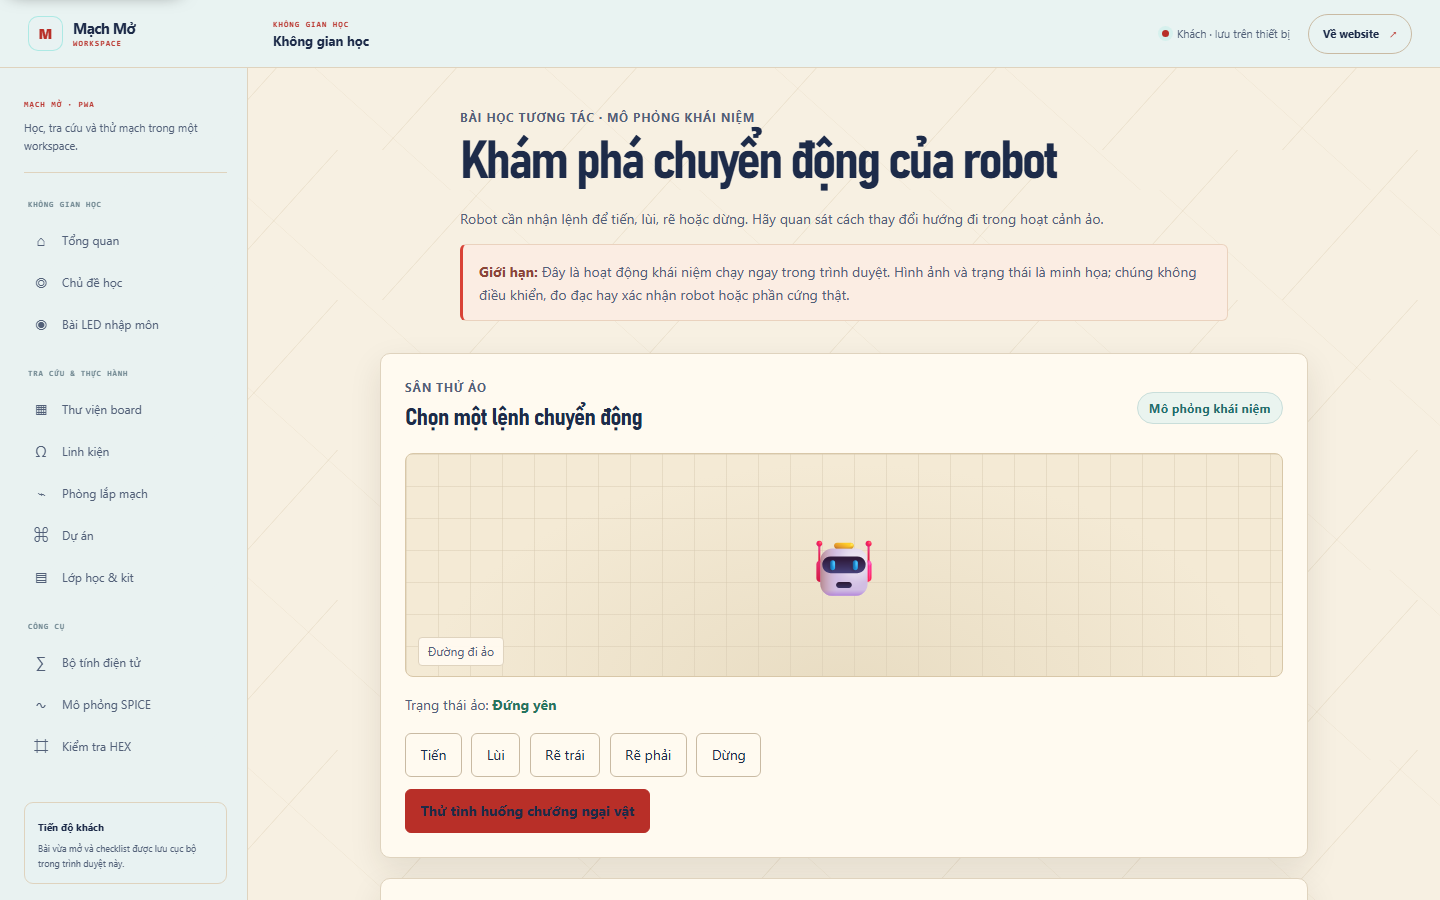 M
Mạch Mở
WORKSPACE
KHÔNG GIAN HỌC
Không gian học
Khách · lưu trên thiết bị
Về website ↗
MẠCH MỞ · PWA
Học, tra cứu và thử mạch trong một
workspace.
KHÔNG GIAN HỌC
Tổng quan
Chủ đề học
Bài LED nhập môn
TRA CỨU & THỰC HÀNH
Thư viện board
Ω Linh kiện
Phòng lắp mạch
⌘ Dự án
Lớp học & kit
CÔNG CỤ
∑ Bộ tính điện tử
∿ Mô phỏng SPICE
Kiểm tra HEX
Tiến độ khách
Bài vừa mở và checklist được lưu cục bộ
trong trình duyệt này.
BÀI HỌC TƯƠNG TÁC · MÔ PHỎNG KHÁI NIỆM
Khám phá chuyển động của robot
Robot cần nhận lệnh để tiến, lùi, rẽ hoặc dừng. Hãy quan sát cách thay đổi hướng đi trong hoạt cảnh ảo.
Giới hạn: Đây là hoạt động khái niệm chạy ngay trong trình duyệt. Hình ảnh và trạng thái là minh họa; chúng không
điều khiển, đo đạc hay xác nhận robot hoặc phần cứng thật.
SÂN THỬ ẢO
Chọn một lệnh chuyển động
Mô phỏng khái niệm
Đường đi ảo
Trạng thái ảo: Đứng yên
Tiến
Lùi
Rẽ trái
Rẽ phải
Dừng
Thử tình huống chướng ngại vật